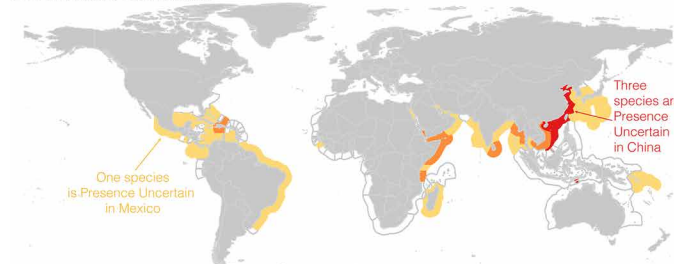 Three
species ar
Presence
Uncertain
in China
One species
is Presence Uncertain
in Mexico